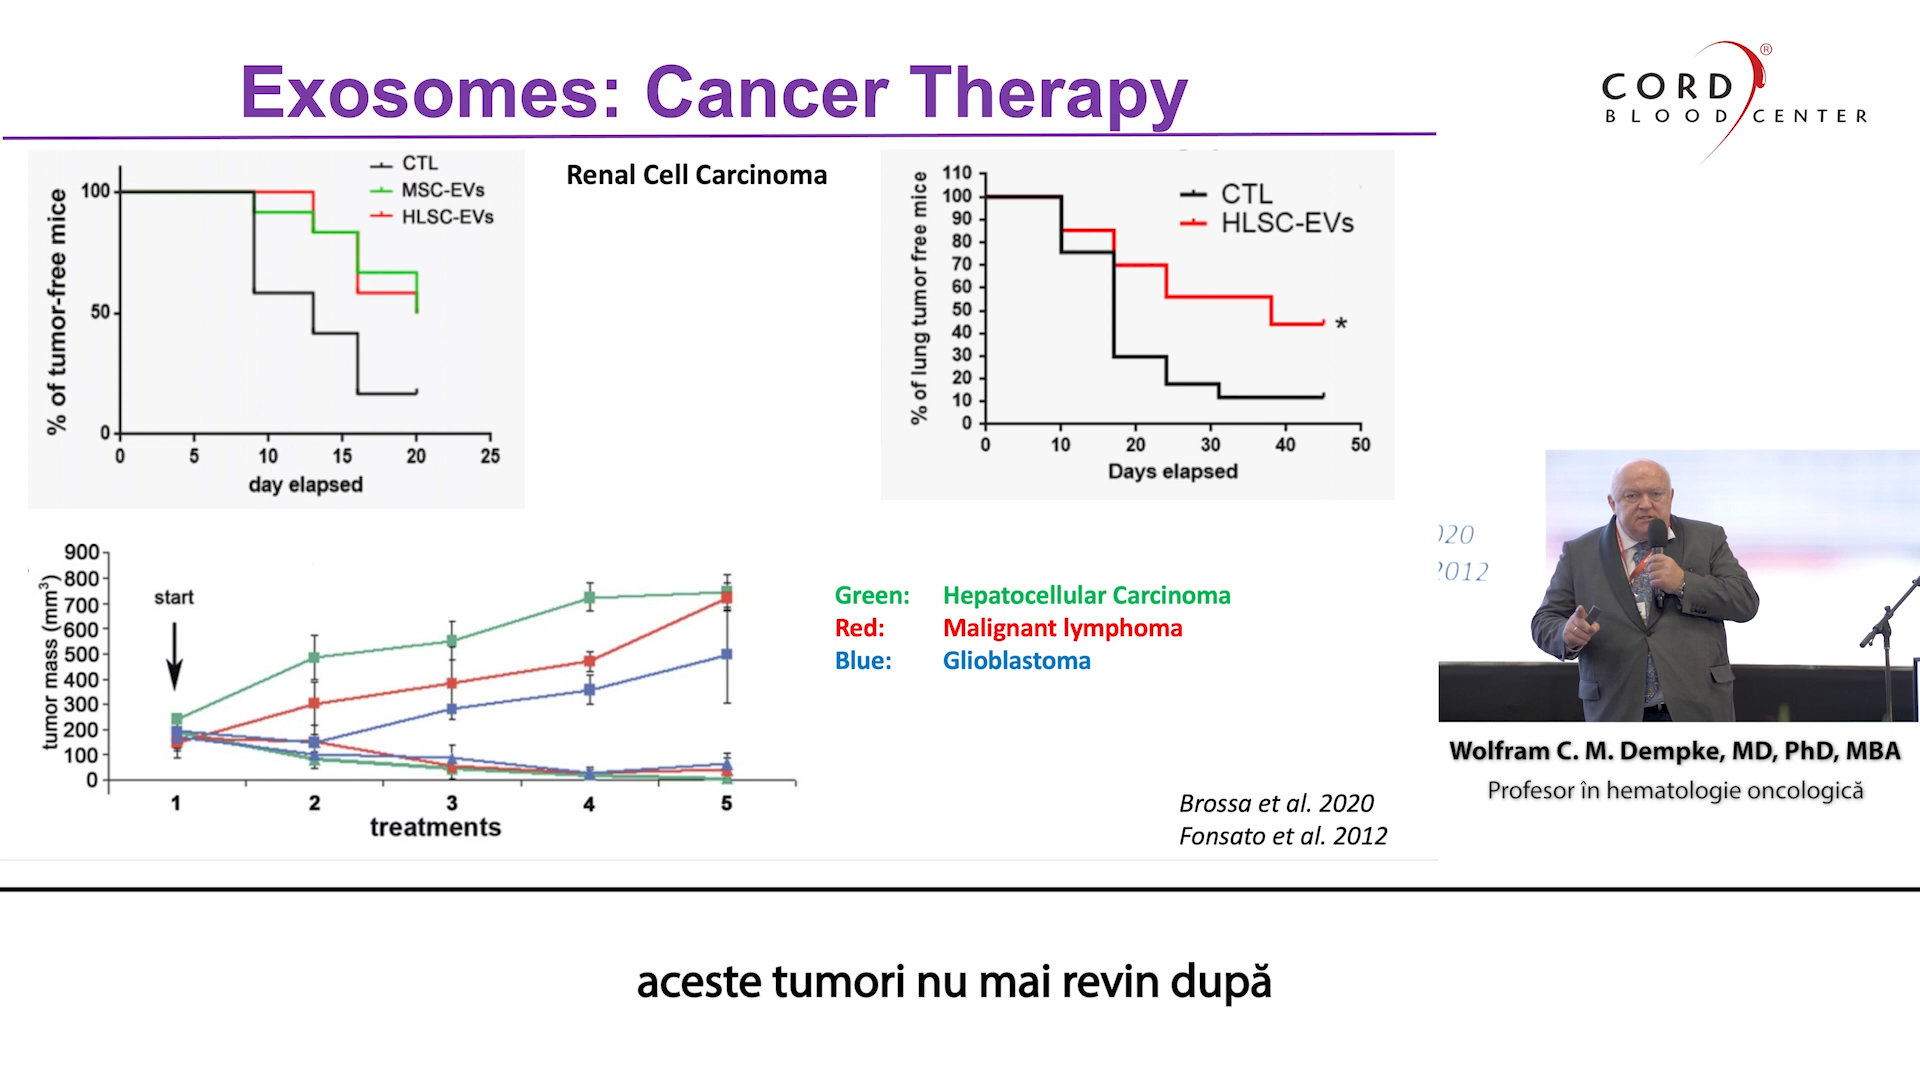 Exosomes: Cancer Therapy
CORD
®
BLOOD CENTER
% of tumor-free mice
100
50
0
0 5 10 15 20 25
day elapsed
CTL
MSC-EVs
HLSC-EVs
Renal Cell Carcinoma
% of lung tumor free mice
110
100
90
80
70
60
50
40
30
20
10
0
0 10 20 30 40 50
Days elapsed
CTL
HLSC-EVs
*
tumor mass (mm3)
900
800
700
600
500
400
300
200
100
0
start
1 2 3 4 5
treatments
Green: Hepatocellular Carcinoma
Red: Malignant lymphoma
Blue: Glioblastoma
Brossa et al. 2020
Fonsato et al. 2012
020
2012
Wolfram C. M. Dempke, MD, PhD, MBA
Profesor în hematologie oncologică
aceste tumori nu mai revin după